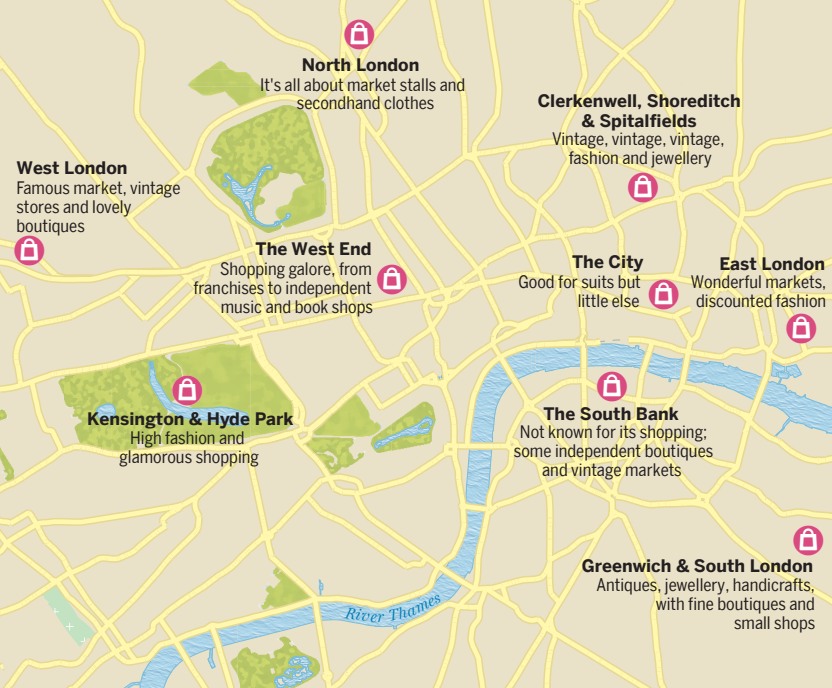 North London
It's all about market stalls and
secondhand clothes
Clerkenwell, Shoreditch
& Spitalfields
Vintage, vintage, vintage,
fashion and jewellery
West London
Famous market, vintage
stores and lovely
boutiques
The West End
Shopping galore, from
franchises to independent
music and book shops
The City
Good for suits but
little else
East London
Wonderful markets,
discounted fashion
Kensington & Hyde Park
High fashion and
glamorous shopping
The South Bank
Not known for its shopping;
some independent boutiques
and vintage markets
Greenwich & South London
Antiques, jewellery, handicrafts,
with fine boutiques and
small shops
River Thames